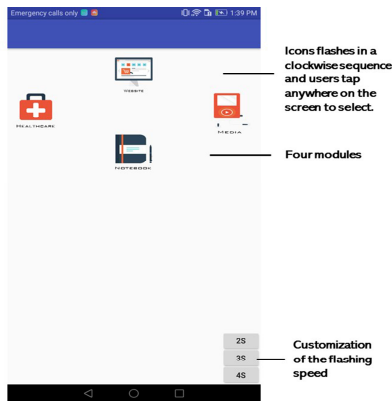 Emergency calls only 1:39 PM
Icons flashes in a
clockwise sequence
and users tap
anywhere on the
screen to select.
WEBSITE
HEALTHCARE
MEDIA
Four modules
NOTEBOOK
2S
3S
4S
Customization
of the flashing
speed